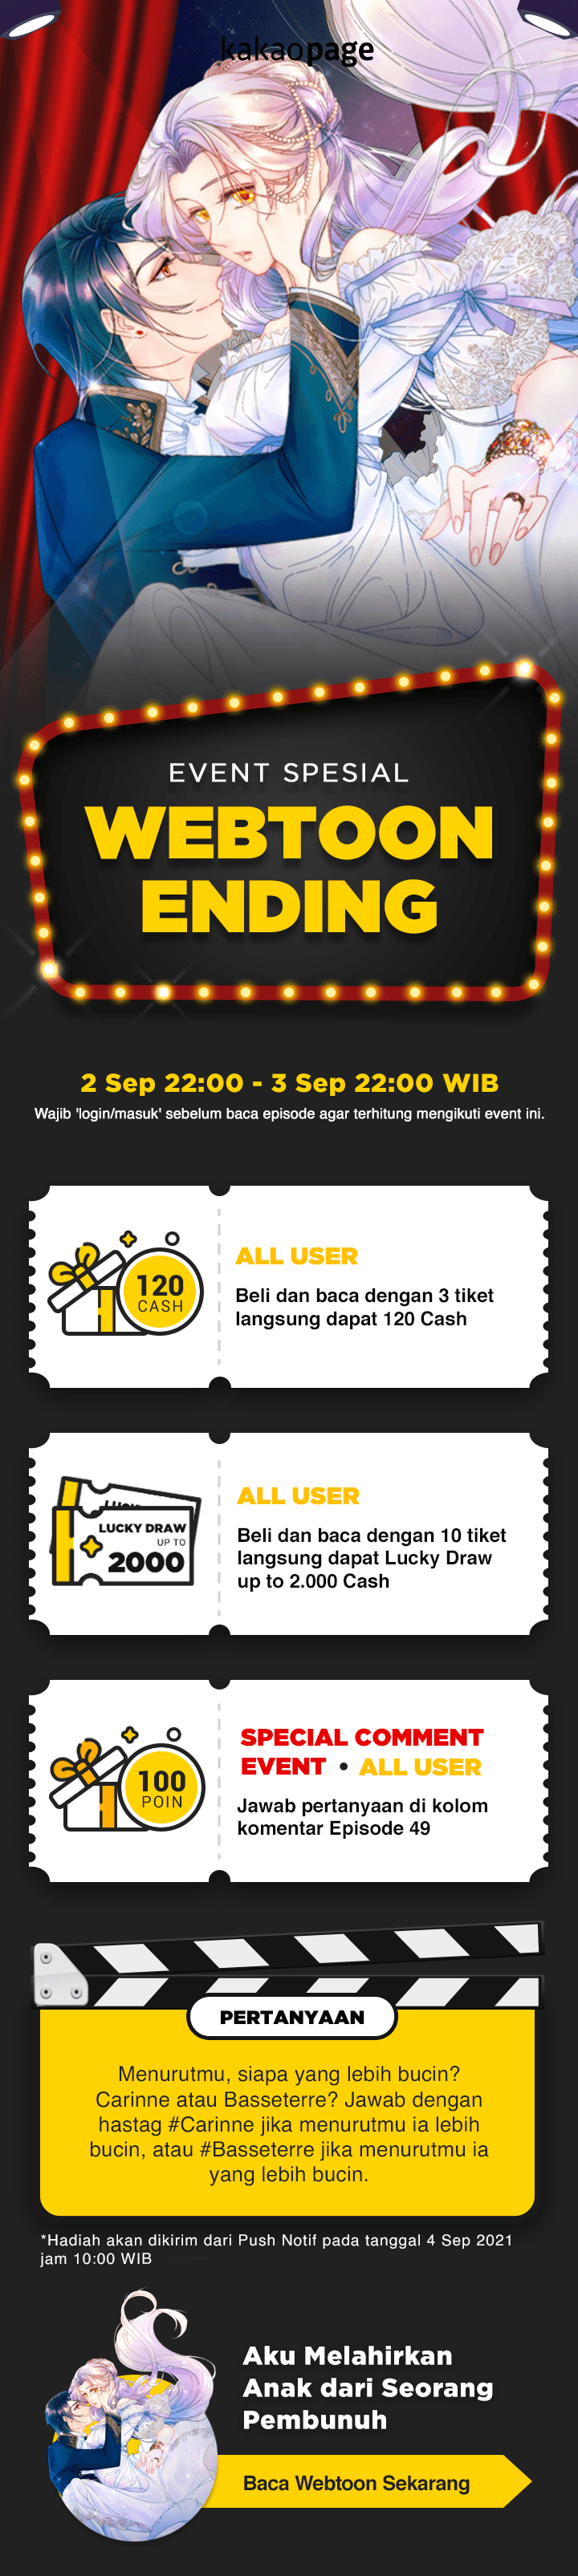 kakaopage
EVENT SPESIAL
WEBTOON
ENDING
2 Sep 22:00 - 3 Sep 22:00 WIB
Wajib 'login/masuk' sebelum baca episode agar terhitung mengikuti event ini.
120
CASH
ALL USER
Beli dan baca dengan 3 tiket
langsung dapat 120 Cash
LUCKY DRAW
UP TO
2000
ALL USER
Beli dan baca dengan 10 tiket
langsung dapat Lucky Draw
up to 2.000 Cash
100
POIN
SPECIAL COMMENT
EVENT • ALL USER
Jawab pertanyaan di kolom
komentar Episode 49
PERTANYAAN
Menurutmu, siapa yang lebih bucin?
Carinne atau Basseterre? Jawab dengan
hastag #Carinne jika menurutmu ia lebih
bucin, atau #Basseterre jika menurutmu ia
yang lebih bucin.
*Hadiah akan dikirim dari Push Notif pada tanggal 4 Sep 2021
jam 10:00 WIB
Aku Melahirkan
Anak dari Seorang
Pembunuh
Baca Webtoon Sekarang